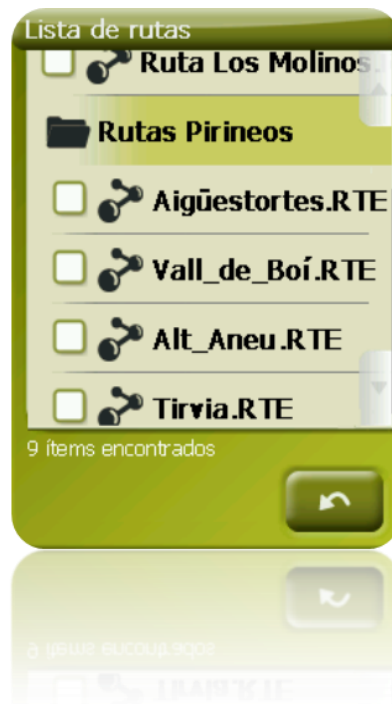 Lista de rutas
Ruta Los Molinos.
Rutas Pirineos
Aigüestortes.RTE
Vall_de_Boí.RTE
Alt_Aneu.RTE
Tirvia.RTE
9 ítems encontrados